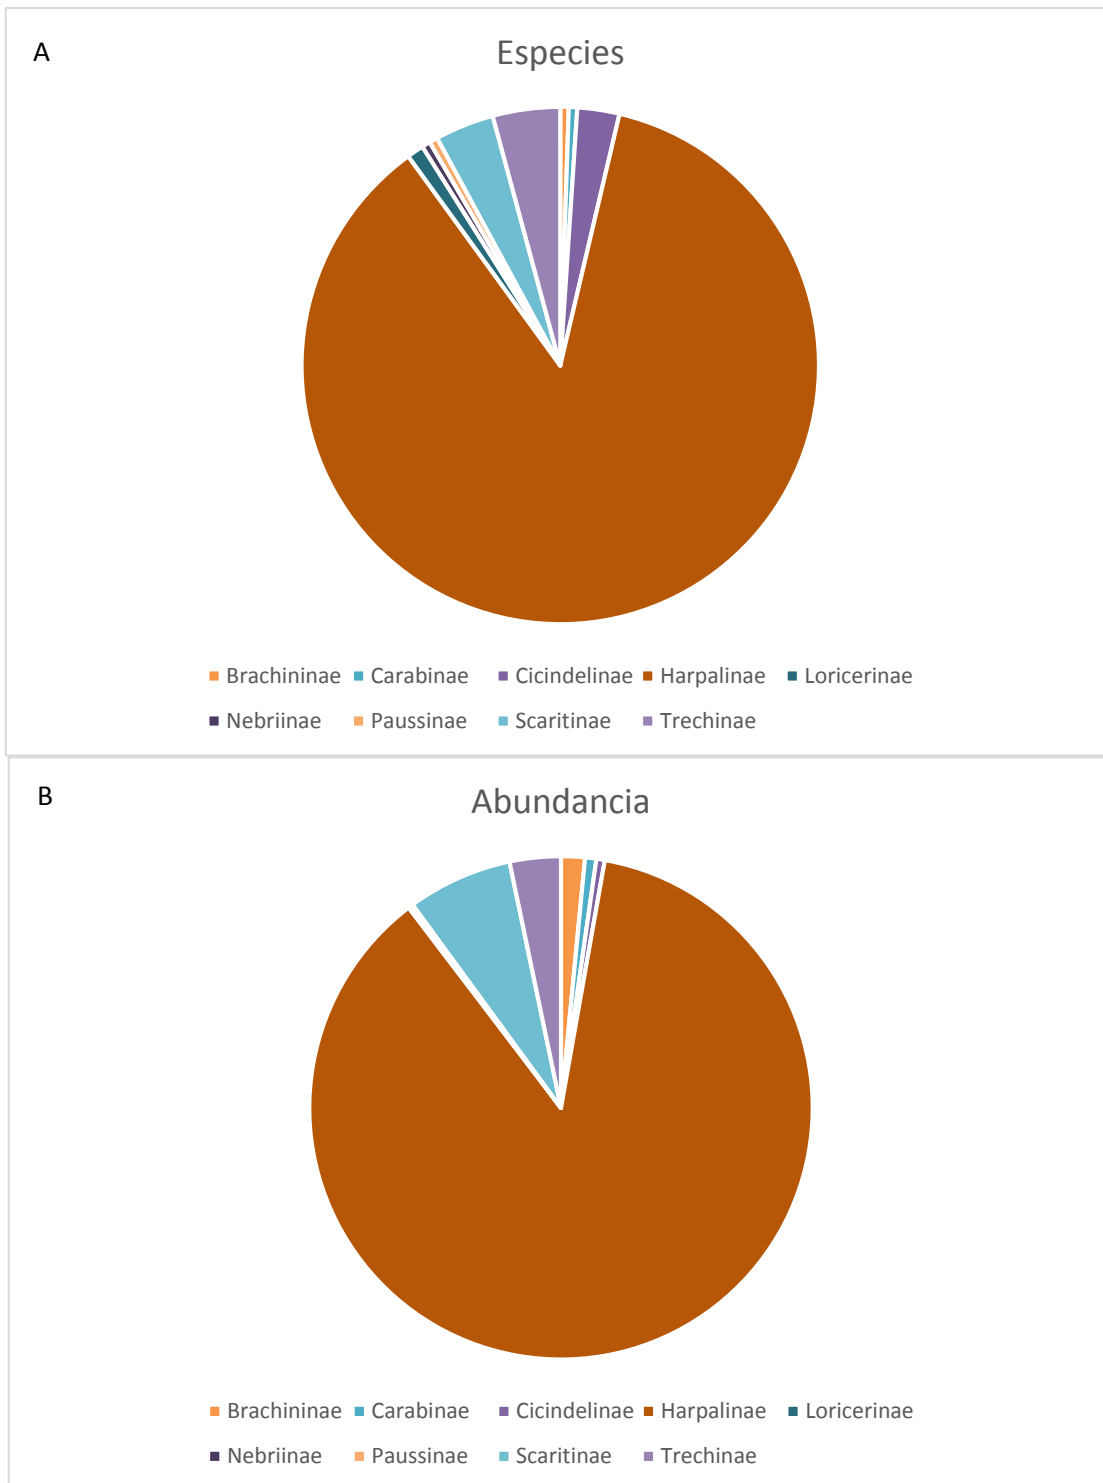 A
Especies
Brachininae Carabinae Cicindelinae Harpalinae Loricerinae
Nebriinae Paussinae Scaritinae Trechinae
B
Abundancia
Brachininae Carabinae Cicindelinae Harpalinae Loricerinae
Nebriinae Paussinae Scaritinae Trechinae